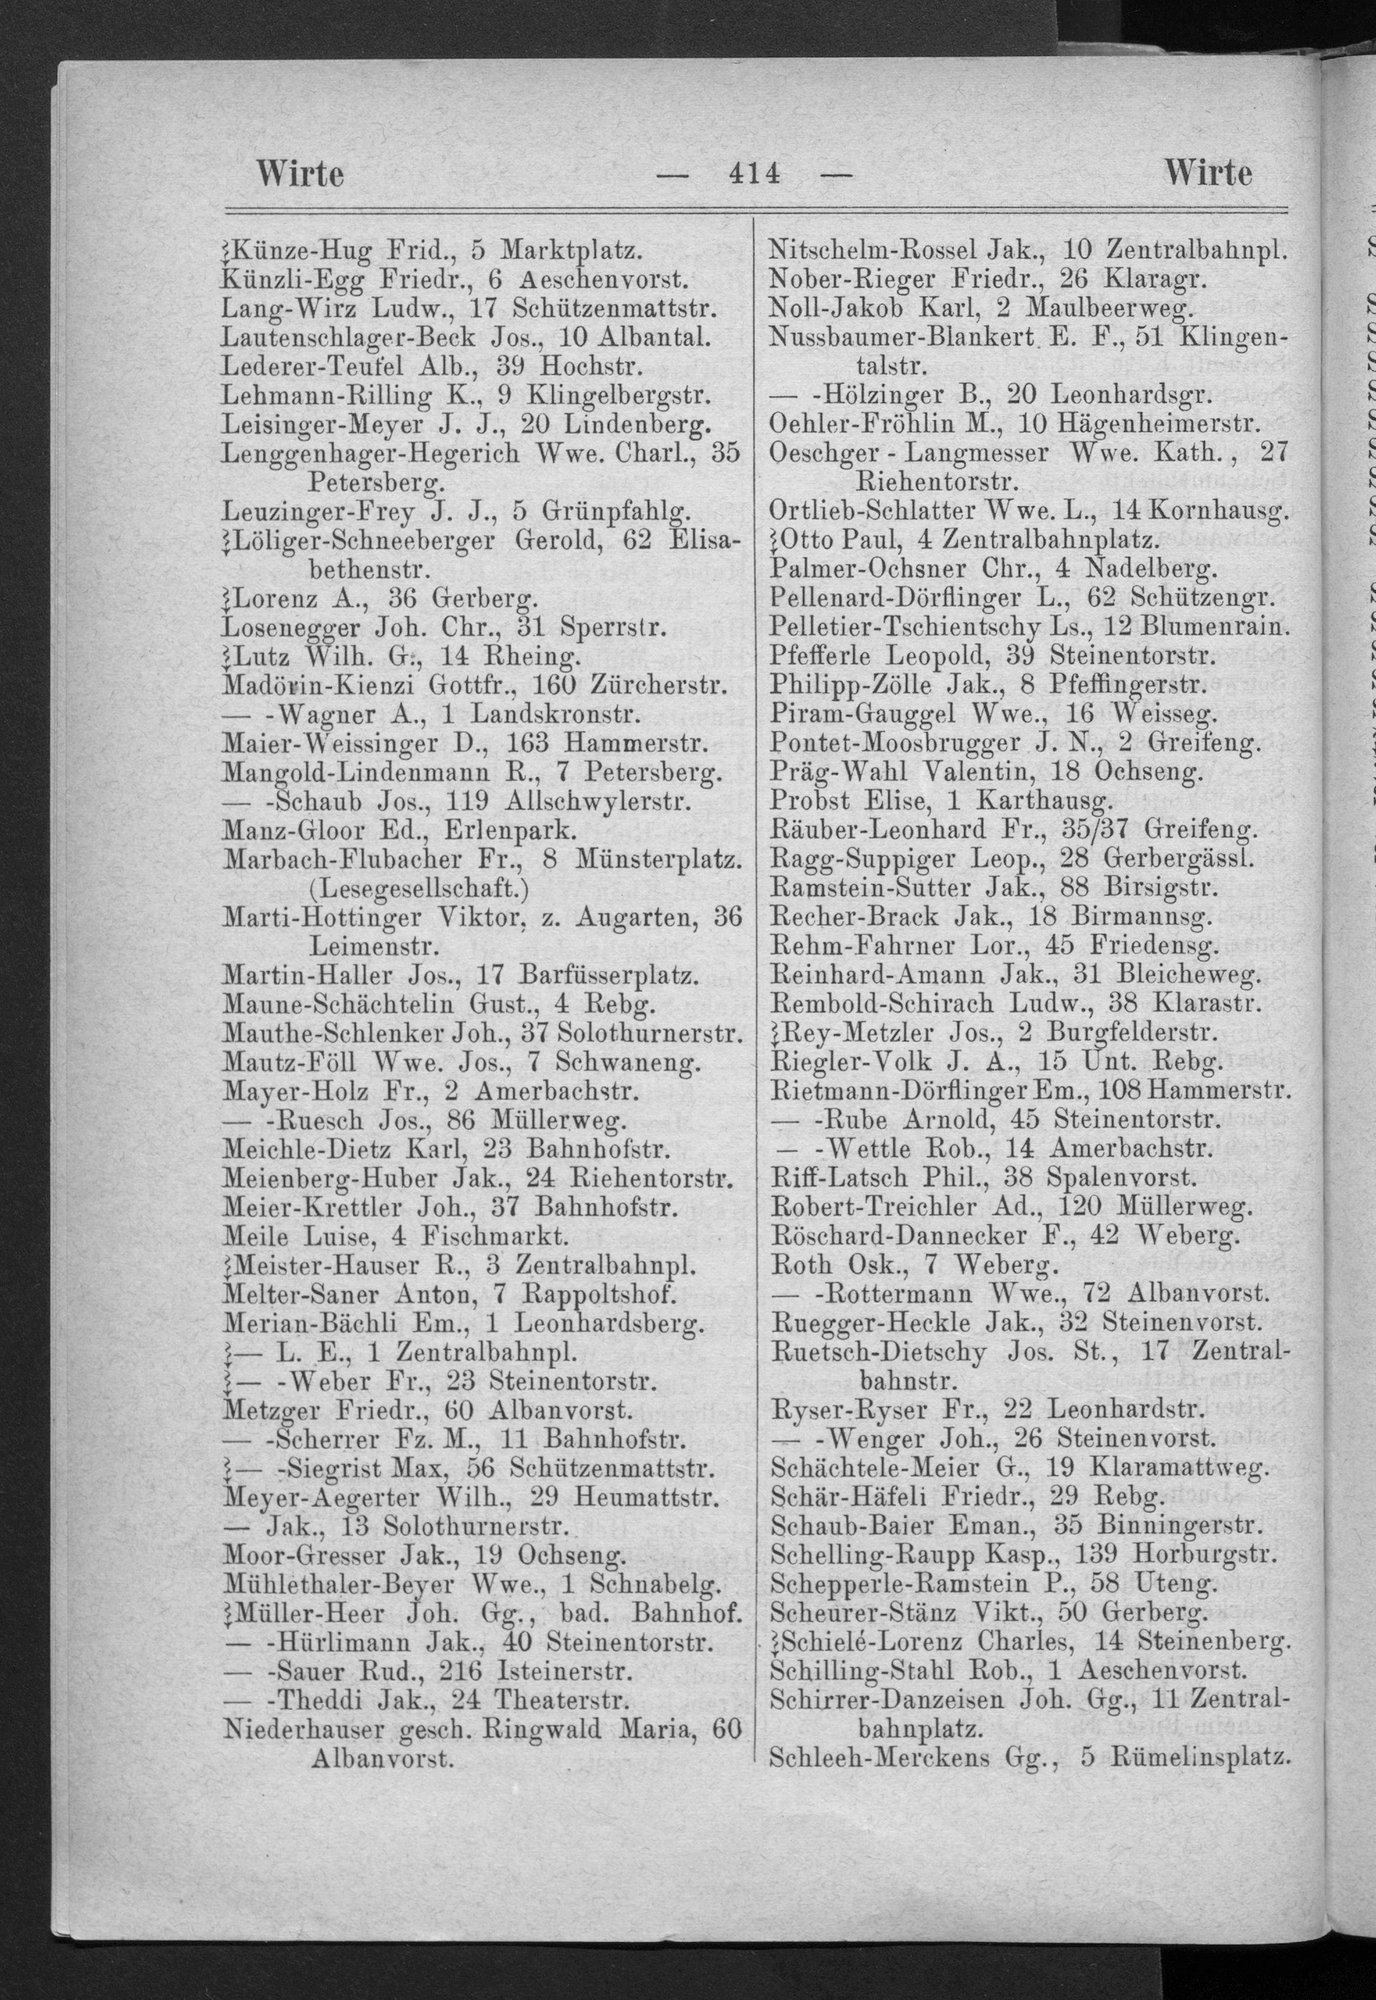 Wirte — 414 — Wirte
⚡Künze-Hug Frid., 5 Marktplatz.
Künzli-Egg Friedr., 6 Aeschenvorst.
Lang-Wirz Ludw., 17 Schützenmattstr.
Lautenschlager-Beck Jos., 10 Albantal.
Lederer-Teufel Alb., 39 Hochstr.
Lehmann-Rilling K., 9 Klingelbergstr.
Leisinger-Meyer J. J., 20 Lindenberg.
Lenggenhager-Hegerich Wwe. Charl., 35
Petersberg.
Leuzinger-Frey J. J., 5 Grünpfahlg.
⚡Löliger-Schneeberger Gerold, 62 Elisa-
bethenstr.
⚡Lorenz A., 36 Gerberg.
Losenegger Joh. Chr., 31 Sperrstr.
⚡Lutz Wilh. G., 14 Rheing.
Madörin-Kienzi Gottfr., 160 Zürcherstr.
— -Wagner A., 1 Landskronstr.
Maier-Weissinger D., 163 Hammerstr.
Mangold-Lindenmann R., 7 Petersberg.
— -Schaub Jos., 119 Allschwylerstr.
Manz-Gloor Ed., Erlenpark.
Marbach-Flubacher Fr., 8 Münsterplatz.
(Lesegesellschaft.)
Marti-Hottinger Viktor, z. Augarten, 36
Leimenstr.
Martin-Haller Jos., 17 Barfüsserplatz.
Maune-Schächtelin Gust., 4 Rebg.
Mauthe-Schlenker Joh., 37 Solothurnerstr.
Mautz-Föll Wwe. Jos., 7 Schwaneng.
Mayer-Holz Fr., 2 Amerbachstr.
— -Ruesch Jos., 86 Müllerweg.
Meichle-Dietz Karl, 23 Bahnhofstr.
Meienberg-Huber Jak., 24 Riehentorstr.
Meier-Krettler Joh., 37 Bahnhofstr.
Meile Luise, 4 Fischmarkt.
⚡Meister-Hauser R., 3 Zentralbahnpl.
Melter-Saner Anton, 7 Rappoltshof.
Merian-Bächli Em., 1 Leonhardsberg.
⚡— L. E., 1 Zentralbahnpl.
⚡— -Weber Fr., 23 Steinentorstr.
Metzger Friedr., 60 Albanvorst.
— -Scherrer Fz. M., 11 Bahnhofstr.
⚡— -Siegrist Max, 56 Schützenmattstr.
Meyer-Aegerter Wilh., 29 Heumattstr.
— Jak., 13 Solothurnerstr.
Moor-Gresser Jak., 19 Ochseng.
Mühlethaler-Beyer Wwe., 1 Schnabelg.
⚡Müller-Heer Joh. Gg., bad. Bahnhof.
— -Hürlimann Jak., 40 Steinentorstr.
— -Sauer Rud., 216 Isteinerstr.
— -Theddi Jak., 24 Theaterstr.
Niederhauser gesch. Ringwald Maria, 60
Albanvorst.
Nitschelm-Rossel Jak., 10 Zentralbahnpl.
Nober-Rieger Friedr., 26 Klaragr.
Noll-Jakob Karl, 2 Maulbeerweg.
Nussbaumer-Blankert E. F., 51 Klingen-
talstr.
— -Hölzinger B., 20 Leonhardsgr.
Oehler-Fröhlin M., 10 Hägenheimerstr.
Oeschger - Langmesser Wwe. Kath., 27
Riehentorstr.
Ortlieb-Schlatter Wwe. L., 14 Kornhausg.
⚡Otto Paul, 4 Zentralbahnplatz.
Palmer-Ochsner Chr., 4 Nadelberg.
Pellenard-Dörflinger L., 62 Schützengr.
Pelletier-Tschientschy Ls., 12 Blumenrain.
Pfefferle Leopold, 39 Steinentorstr.
Philipp-Zölle Jak., 8 Pfeffingerstr.
Piram-Gauggel Wwe., 16 Weisseg.
Pontet-Moosbrugger J. N., 2 Greifeng.
Präg-Wahl Valentin, 18 Ochseng.
Probst Elise, 1 Karthausg.
Räuber-Leonhard Fr., 35/37 Greifeng.
Ragg-Suppiger Leop., 28 Gerbergässl.
Ramstein-Sutter Jak., 88 Birsigstr.
Recher-Brack Jak., 18 Birmannsg.
Rehm-Fahrner Lor., 45 Friedensg.
Reinhard-Amann Jak., 31 Bleicheweg.
Rembold-Schirach Ludw., 38 Klarastr.
⚡Rey-Metzler Jos., 2 Burgfelderstr.
Riegler-Volk J. A., 15 Unt. Rebg.
Rietmann-Dörflinger Em., 108 Hammerstr.
— -Rube Arnold, 45 Steinentorstr.
— -Wettle Rob., 14 Amerbachstr.
Riff-Latsch Phil., 38 Spalenvorst.
Robert-Treichler Ad., 120 Müllerweg.
Röschard-Dannecker F., 42 Weberg.
Roth Osk., 7 Weberg.
— -Rottermann Wwe., 72 Albanvorst.
Ruegger-Heckle Jak., 32 Steinenvorst.
Ruetsch-Dietschy Jos. St., 17 Zentral-
bahnstr.
Ryser-Ryser Fr., 22 Leonhardstr.
— -Wenger Joh., 26 Steinenvorst.
Schächtele-Meier G., 19 Klaramattweg.
Schär-Häfeli Friedr., 29 Rebg.
Schaub-Baier Eman., 35 Binningerstr.
Schelling-Raupp Kasp., 139 Horburgstr.
Schepperle-Ramstein P., 58 Uteng.
Scheurer-Stänz Vikt., 50 Gerberg.
⚡Schielé-Lorenz Charles, 14 Steinenberg.
Schilling-Stahl Rob., 1 Aeschenvorst.
Schirrer-Danzeisen Joh. Gg., 11 Zentral-
bahnplatz.
Schleeh-Merckens Gg., 5 Rümelinsplatz.